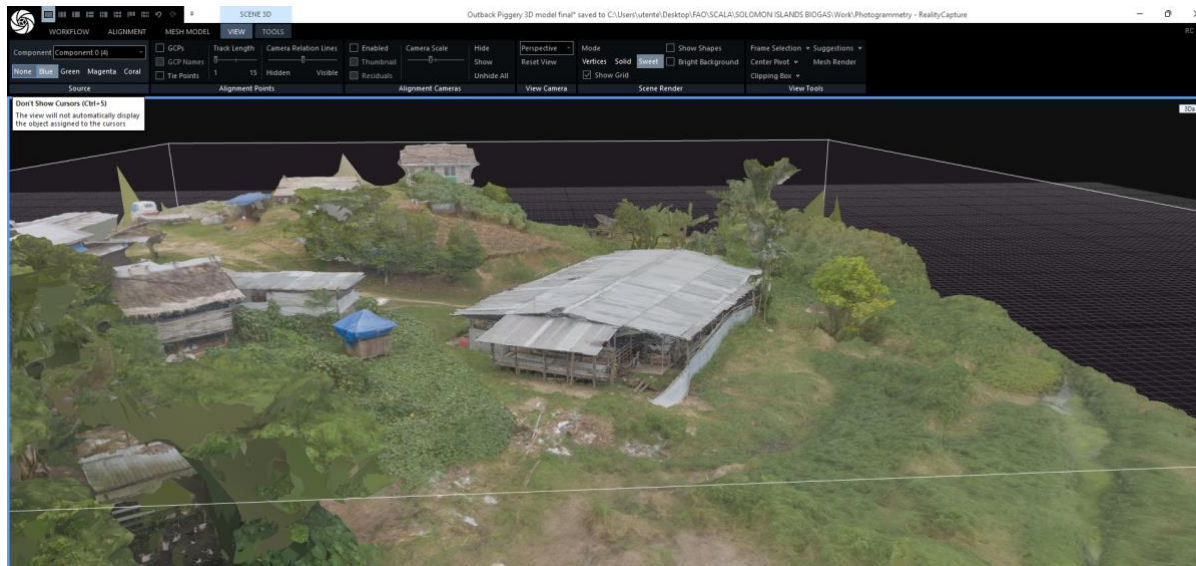 SCENE 3D
Outback Piggery 3D model final* saved to C:\Users\utente\Desktop\FAO\SCALA\SOLOMON ISLANDS BIOGAS\Work\Photogrammetry - RealityCapture
WORKFLOW ALIGNMENT MESH MODEL VIEW TOOLS
RC
Component Component 0 (4) GCPs Track Length Camera Relation Lines Enabled Camera Scale Hide Perspective Mode Show Shapes Frame Selection Suggestions
GCP Names Thumbnail Show Reset View Vertices Solid Sweet Bright Background Center Pivot Mesh Render
None Blue Green Magenta Coral Tie Points 1 15 Hidden Visible Residuals Unhide All Show Grid Clipping Box
Source Alignment Points Alignment Cameras View Camera Scene Render View Tools
Don't Show Cursors (Ctrl+5)
The view will not automatically display
the object assigned to the cursors
3Ds